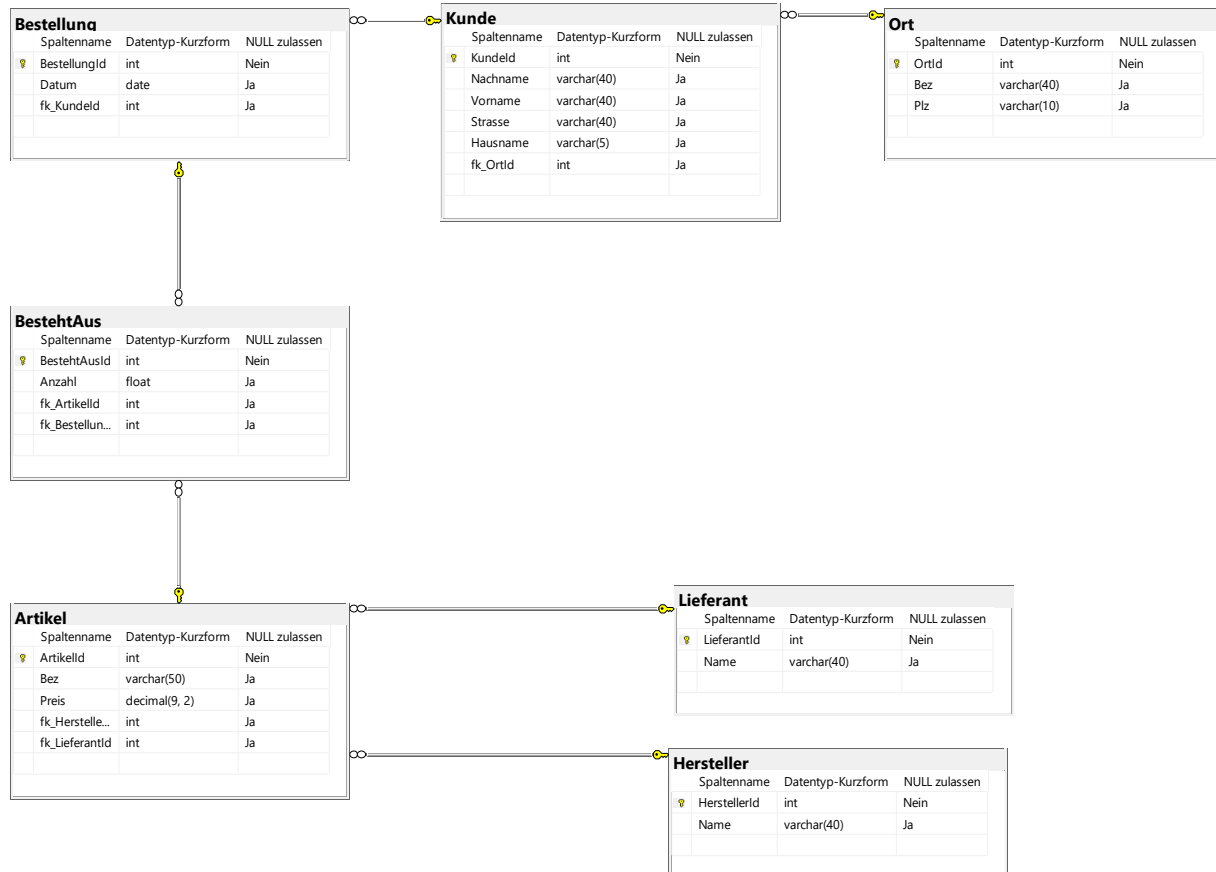 Bestellung
Spaltenname Datentyp-Kurzform NULL zulassen
BestellungId int Nein
Datum date Ja
fk_KundeId int Ja
Kunde
Spaltenname Datentyp-Kurzform NULL zulassen
KundeId int Nein
Nachname varchar(40) Ja
Vorname varchar(40) Ja
Strasse varchar(40) Ja
Hausname varchar(5) Ja
fk_OrtId int Ja
Ort
Spaltenname Datentyp-Kurzform NULL zulassen
OrtId int Nein
Bez varchar(40) Ja
Plz varchar(10) Ja
BestehtAus
Spaltenname Datentyp-Kurzform NULL zulassen
BestehtAusId int Nein
Anzahl float Ja
fk_ArtikelId int Ja
fk_Bestellun... int Ja
Artikel
Spaltenname Datentyp-Kurzform NULL zulassen
ArtikelId int Nein
Bez varchar(50) Ja
Preis decimal(9, 2) Ja
fk_Herstelle... int Ja
fk_LieferantId int Ja
Lieferant
Spaltenname Datentyp-Kurzform NULL zulassen
LieferantId int Nein
Name varchar(40) Ja
Hersteller
Spaltenname Datentyp-Kurzform NULL zulassen
HerstellerId int Nein
Name varchar(40) Ja